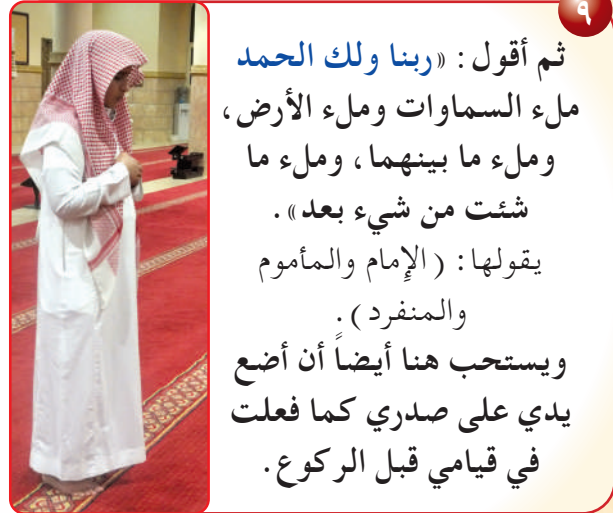 ٩
ثم أقول: «ربنا ولك الحمد
ملء السماوات وملء الأرض،
وملء ما بينهما، وملء ما
شئت من شيء بعد».
يقولها: (الإمام والمأموم
والمنفرد).
ويستحب هنا أيضاً أن أضع
يدي على صدري كما فعلت
في قيامي قبل الركوع.